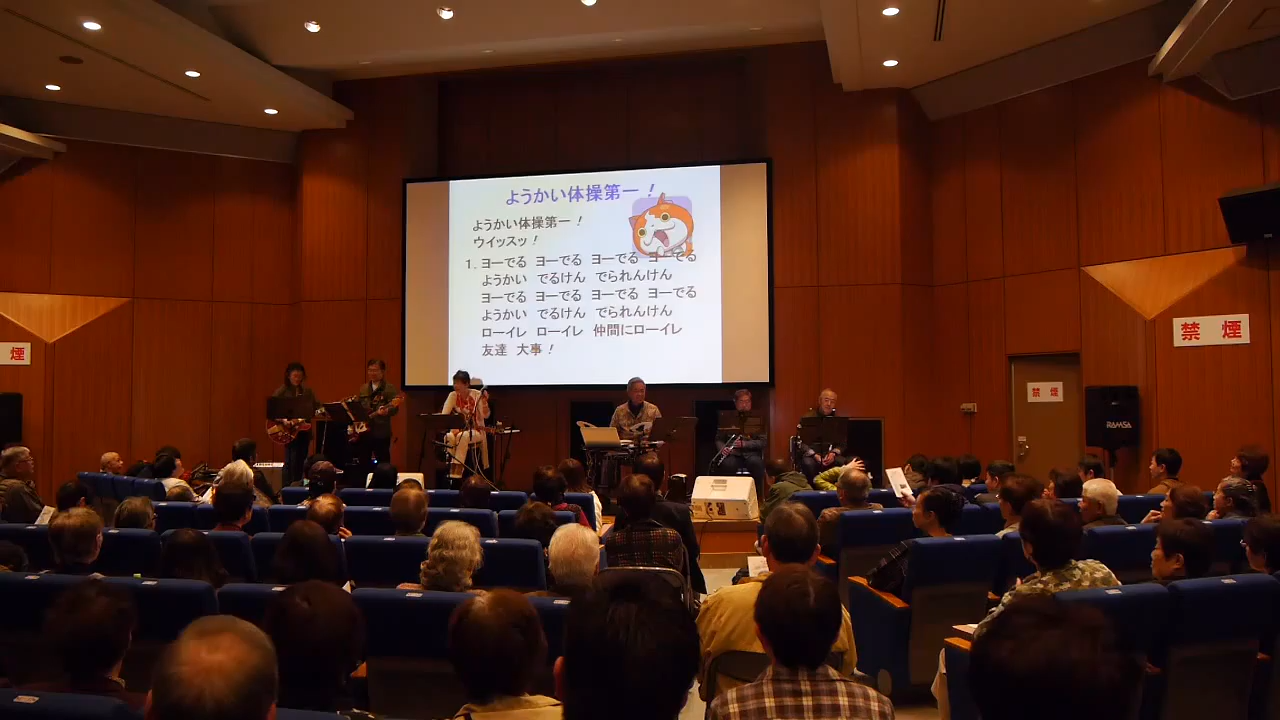 ようかい体操第一！
ようかい体操第一！
ウイッスッ！
1. ヨーでる ヨーでる ヨーでる ヨーでる
ようかい でるけん でられんけん
ヨーでる ヨーでる ヨーでる ヨーでる
ようかい でるけん でられんけん
ローイレ ローイレ 仲間にローイレ
友達 大事！
禁煙
煙
禁煙
RAMSA